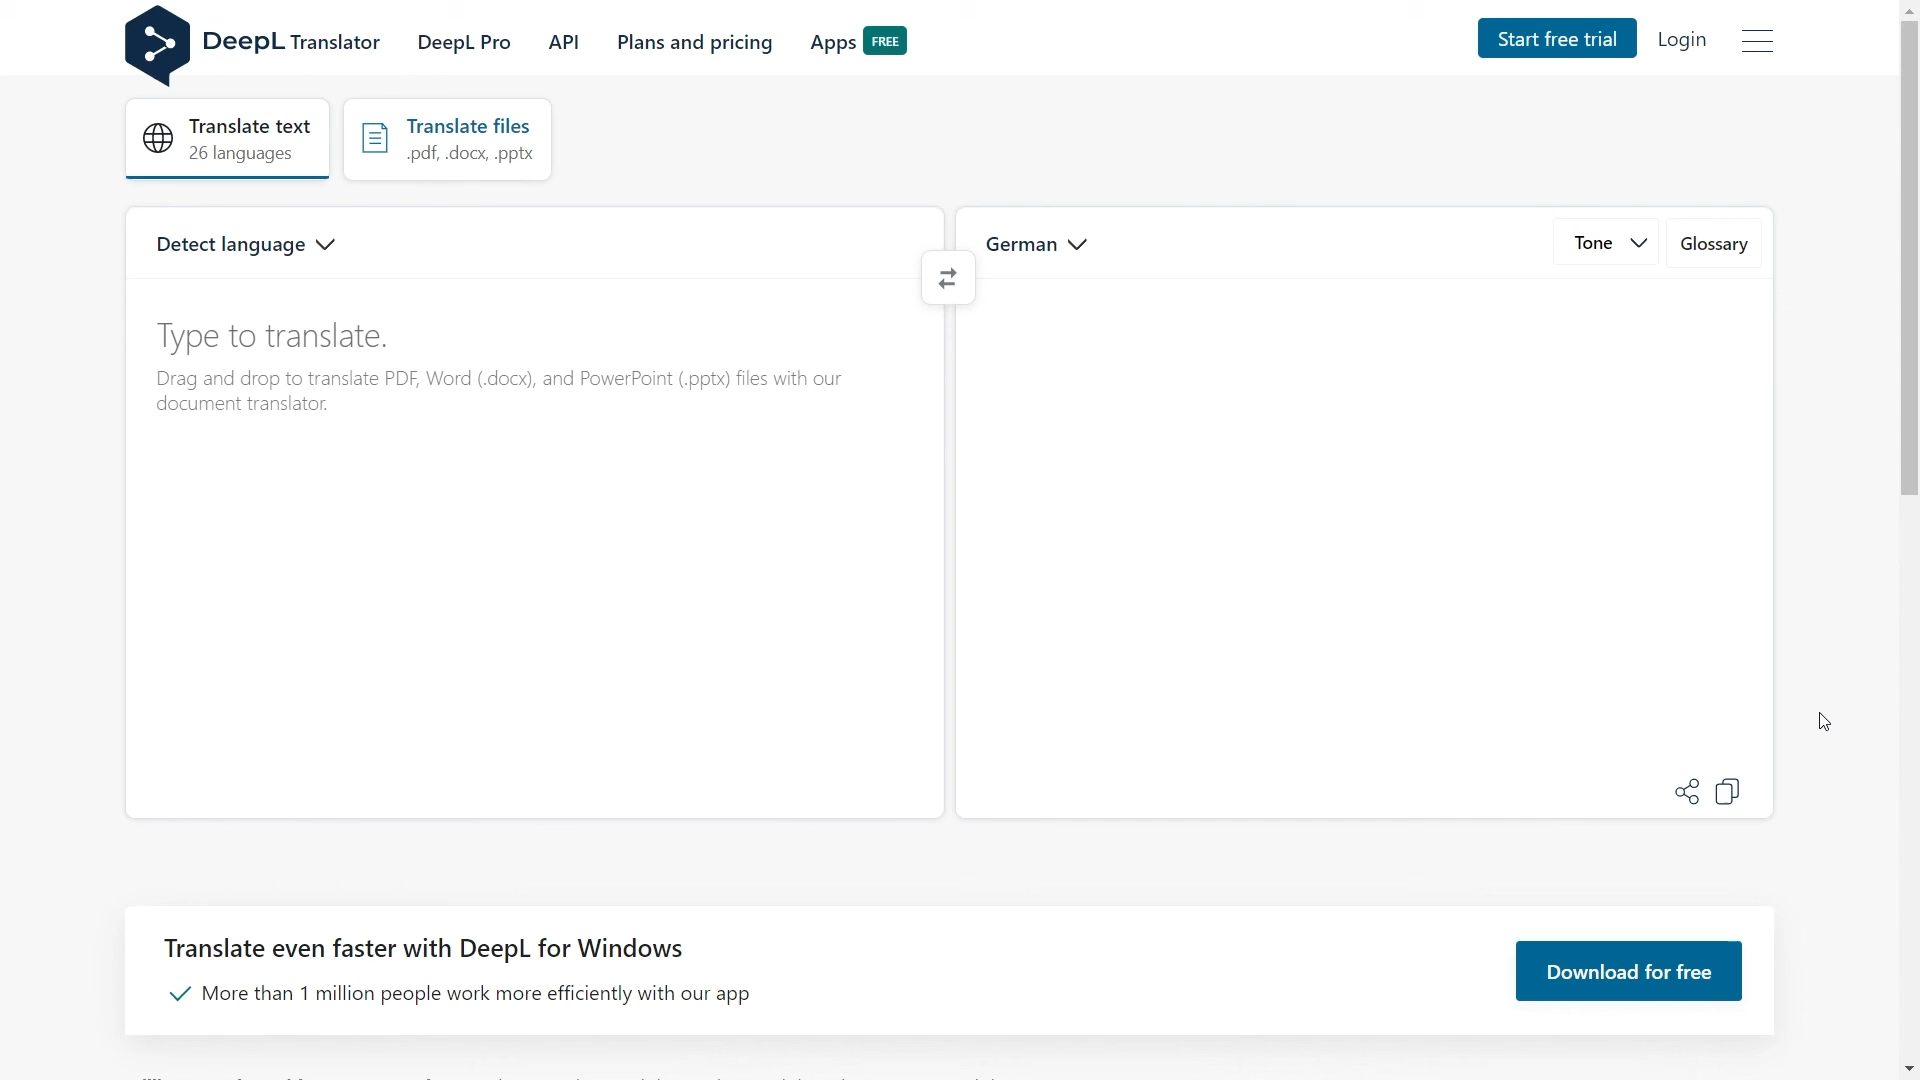 DeepL Translator DeepL Pro API Plans and pricing Apps FREE Start free trial Login
Translate text
26 languages
Translate files
.pdf, .docx, .pptx
Detect language
German Tone Glossary
Type to translate.
Drag and drop to translate PDF, Word (.docx), and PowerPoint (.pptx) files with our
document translator.
Translate even faster with DeepL for Windows
More than 1 million people work more efficiently with our app
Download for free